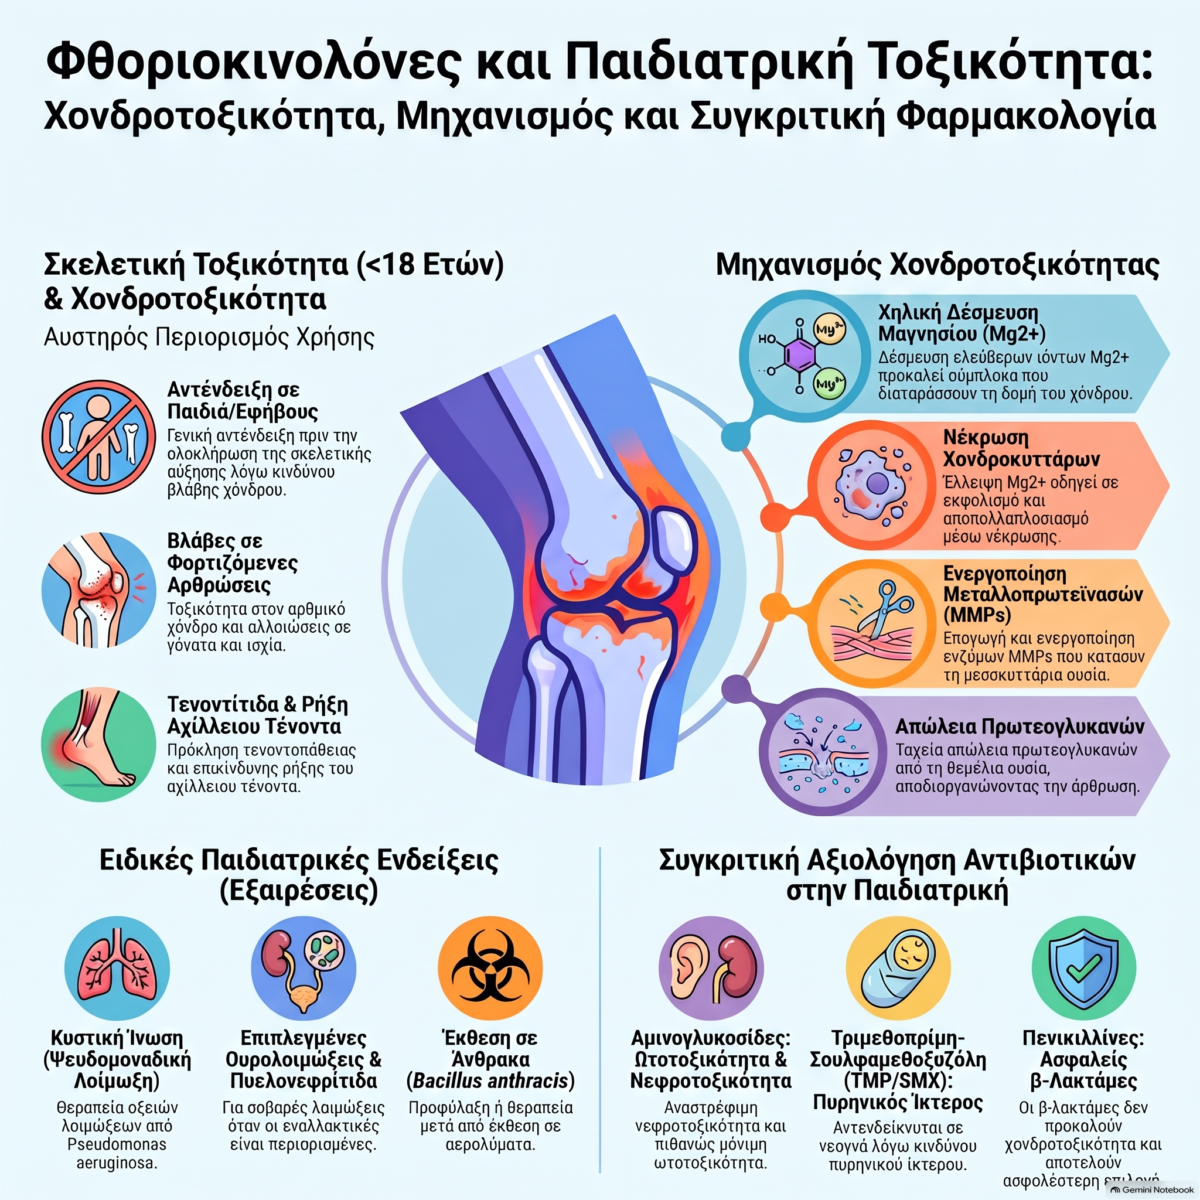 Φθοριοκινολόνες και Παιδιατρική Τοξικότητα:
Χονδροτοξικότητα, Μηχανισμός και Συγκριτική Φαρμακολογία
Σκελετική Τοξικότητα (<18 Ετών)
& Χονδροτοξικότητα
Αυστηρός Περιορισμός Χρήσης
Αντένδειξη σε
Παιδιά/Εφήβους
Γενική αντένδειξη πριν την
ολοκλήρωση της σκελετικής
αύξησης λόγω κινδύνου
βλάβης χόνδρου.
Βλάβες σε
Φορτιζόμενες
Αρθρώσεις
Τοξικότητα στον αρθμικό
χόνδρο και αλλοιώσεις σε
γόνατα και ισχία.
Τενοντίτιδα & Ρήξη
Αχίλλειου Τένοντα
Πρόκληση τενοντοπάθειας
και επικίνδυνης ρήξης του
αχίλλειου τένοντα.
Μηχανισμός Χονδροτοξικότητας
HO
O
Mg
Mg
O
O
Χηλική Δέσμευση
Μαγνησίου (Mg2+)
Δέσμευση ελεύθερων ιόντων Mg2+
προκαλεί σύμπλοκα που
διαταράσσουν τη δομή του χόνδρου.
Νέκρωση
Χονδροκυττάρων
Έλλειψη Mg2+ οδηγεί σε
εκφολισμό και
αποπολλαπλοσιασμό
μέσω νέκρωσης.
Ενεργοποίηση
Μεταλλοπρωτεϊνασών
(MMPs)
Επογωγή και ενεργοποίηση
ενζύμων MMPs που κατασυν
τη μεσσκυττάρια ουσία.
Απώλεια Πρωτεογλυκανών
Ταχεία απώλεια πρωτεογλυκανών
από τη θεμέλια ουσία,
αποδιοργανώνοντας την άρθρωση.
Ειδικές Παιδιατρικές Ενδείξεις
(Εξαιρέσεις)
Κυστική Ίνωση
(Ψευδομοναδική
Λοίμωξη)
Θεραπεία οξειών
λοιμώξεων από
Pseudomonas
aeruginosa.
Επιπλεγμένες
Ουρολοιμώξεις &
Πυελονεφρίτιδα
Για σοβαρές λοιμώξεις
όταν οι εναλλακτικές
είναι περιορισμένες.
Έκθεση σε
Άνθρακα
(Bacillus anthracis)
Προφύλαξη ή θεραπεία
μετά από έκθεση σε
αερολύματα.
Συγκριτική Αξιολόγηση Αντιβιοτικών
στην Παιδιατρική
Αμινογλυκοσίδες:
Ωτοτοξικότητα &
Νεφροτοξικότητα
Αναστρέψιμη
νεφροτοξικότητα και
πιθανώς μόνιμη
ωτοτοξικότητα.
Τριμεθοπρίμη-
Σουλφαμεθοξυζόλη
(TMP/SMX):
Πυρηνικός Ίκτερος
Αντενδείκνυται σε
νεογνά λόγω κινδύνου
πυρηνικού ίκτερου.
Πενικιλλίνες:
Ασφαλείς
β-Λακτάμες
Οι β-λακτάμες δεν
προκαλούν
χονδροτοξικότητα και
αποτελούν
ασφολέστερη επιλογή.
Gemini Notebook